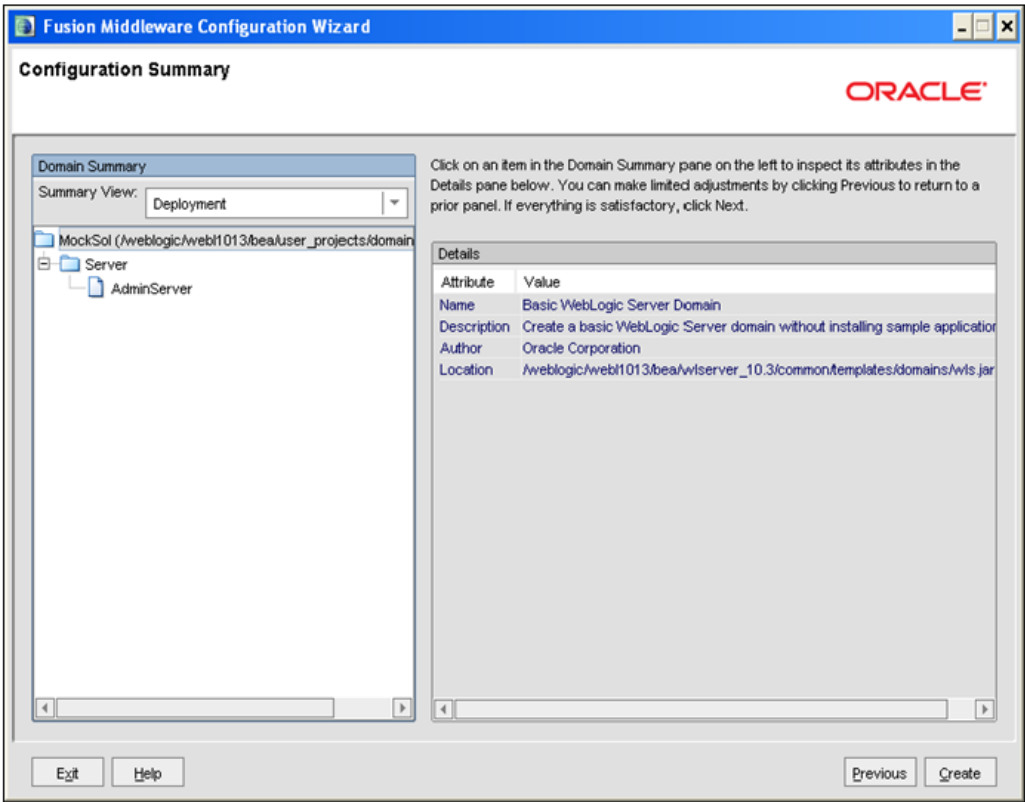 Fusion Middleware Configuration Wizard
Configuration Summary
ORACLE
Domain Summary
Summary View:
Deployment
MockSol (/weblogic/webl1013/bea/user_projects/domain
Server
AdminServer
Click on an item in the Domain Summary pane on the left to inspect its attributes in the
Details pane below. You can make limited adjustments by clicking Previous to return to a
prior panel. If everything is satisfactory, click Next.
Details
Attribute Value
Name Basic WebLogic Server Domain
Description Create a basic WebLogic Server domain without installing sample application
Author Oracle Corporation
Location /weblogic/webl1013/bea/wlserver_10.3/common/templates/domains/wls.jar
Exit Help Previous Create